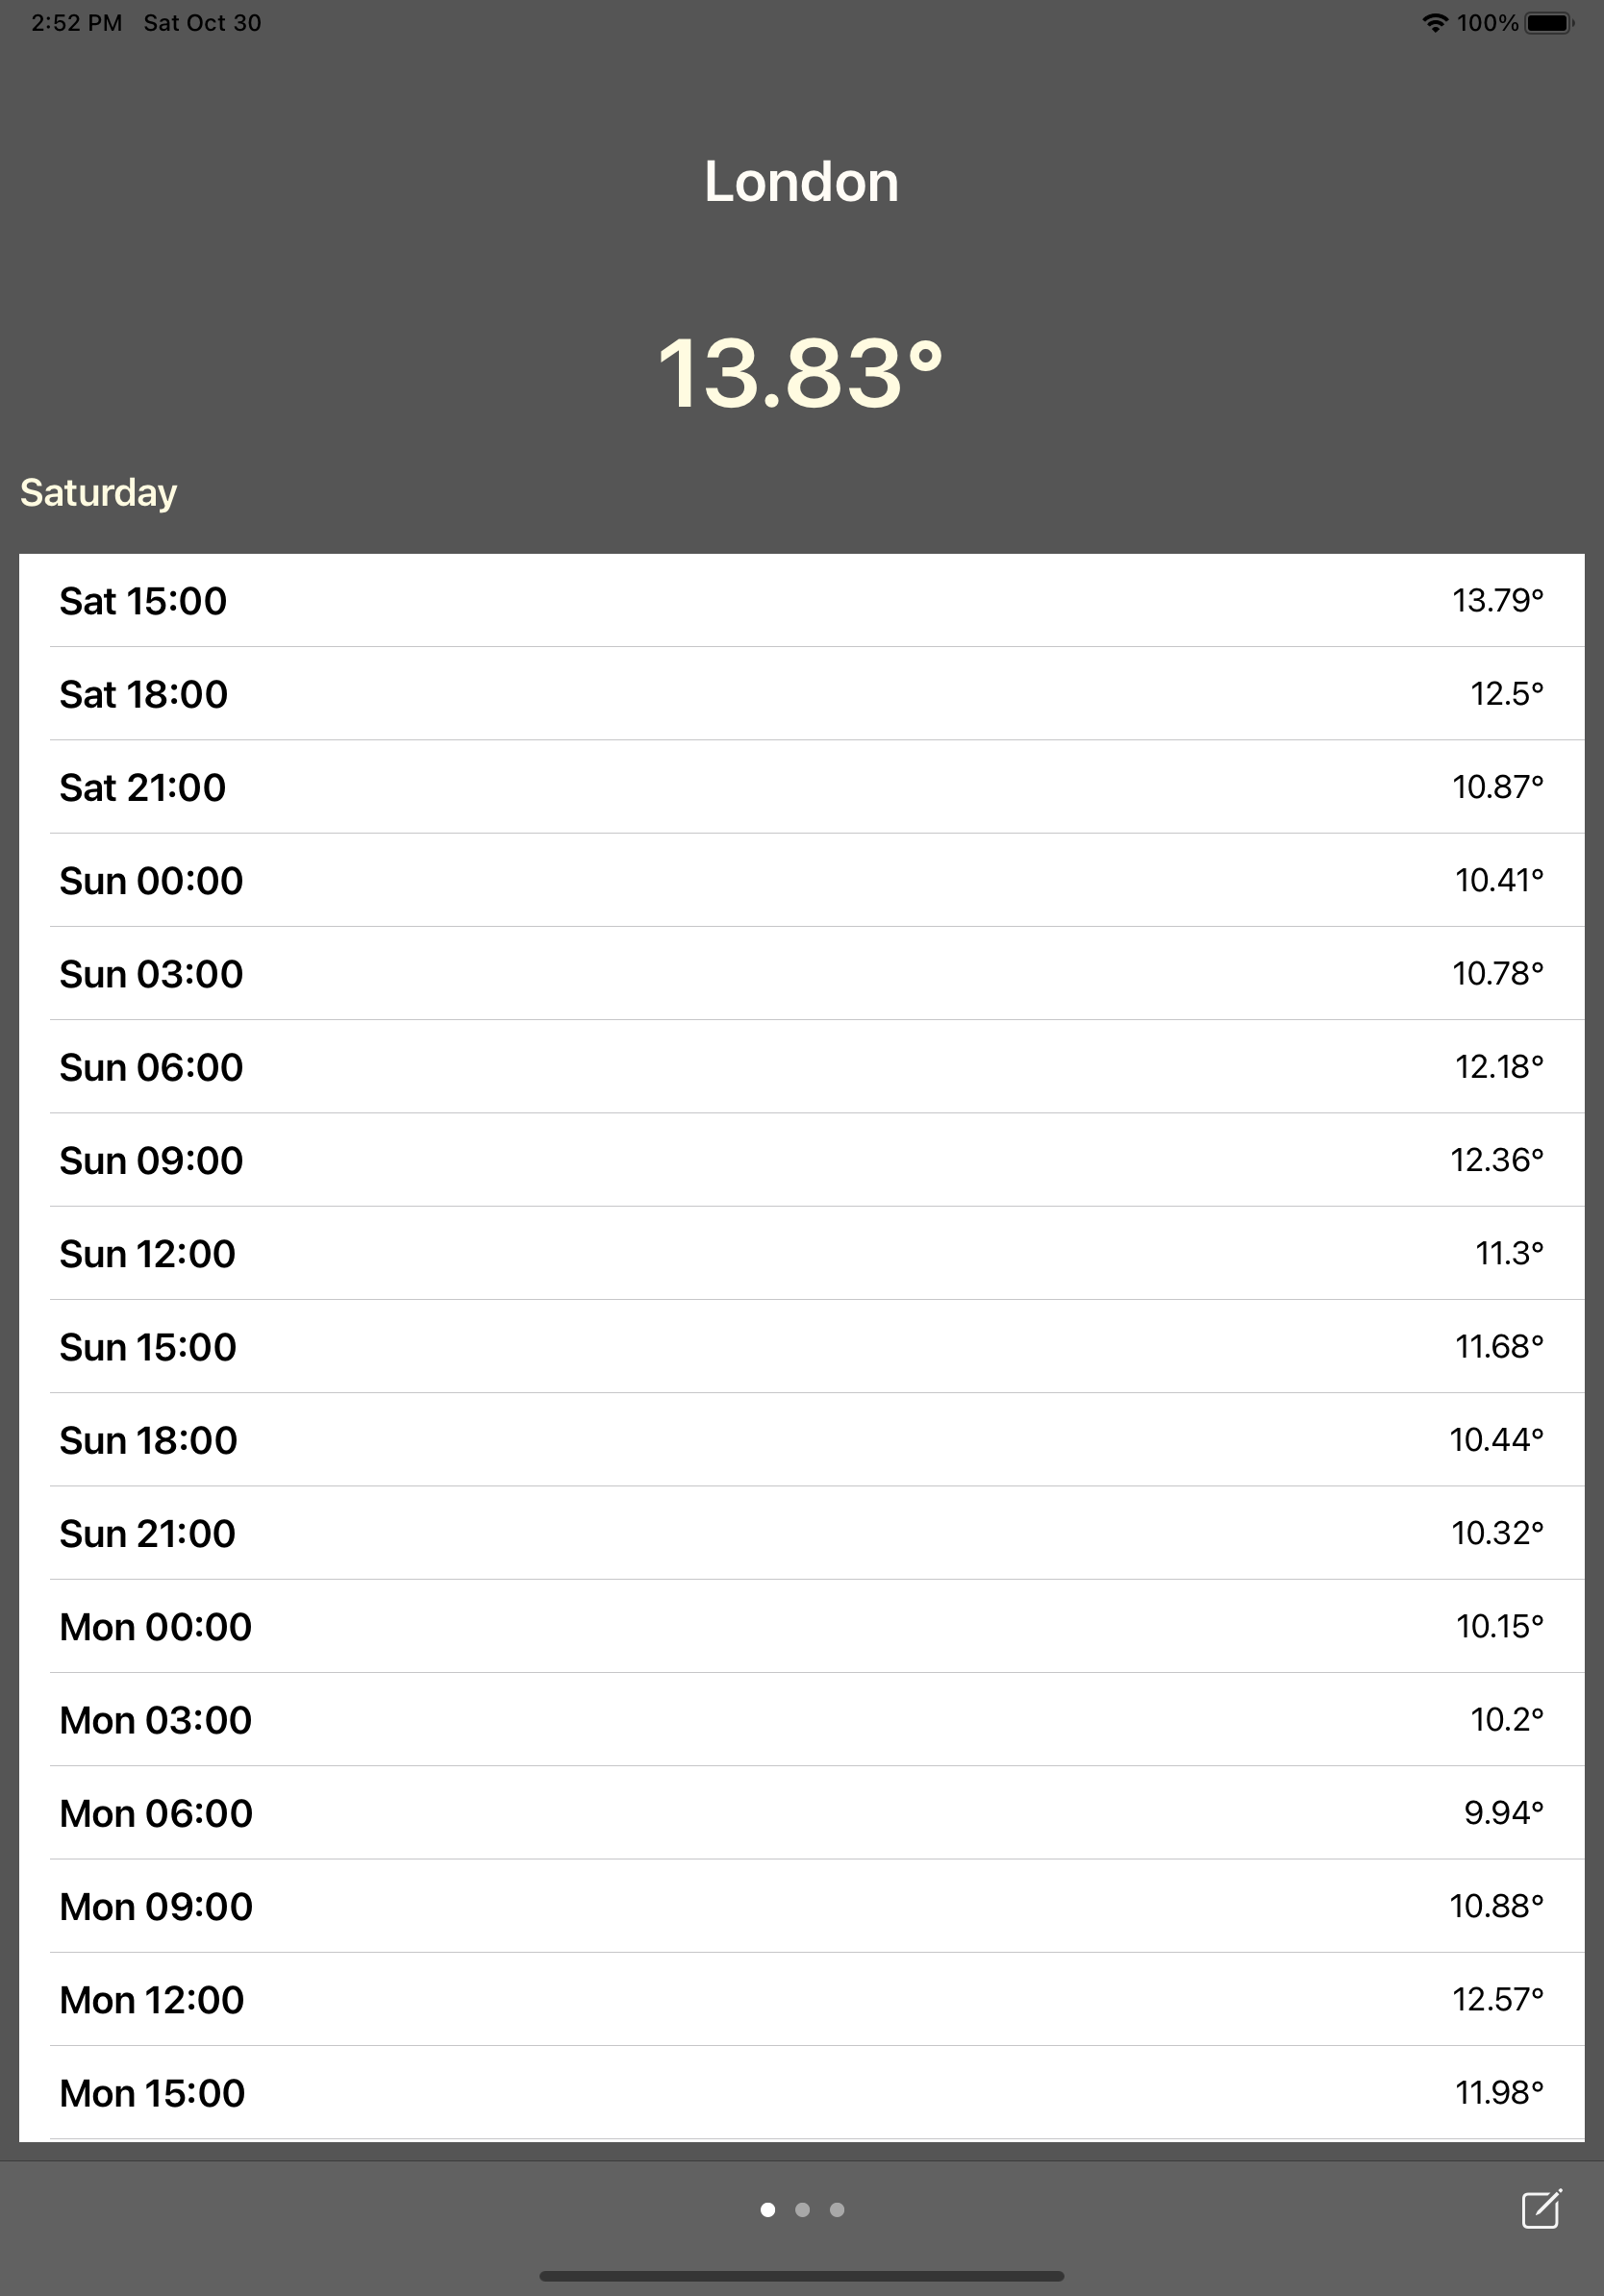 2:52 PM Sat Oct 30 100%
London
13.83°
Saturday
Sat 15:00 13.79°
Sat 18:00 12.5°
Sat 21:00 10.87°
Sun 00:00 10.41°
Sun 03:00 10.78°
Sun 06:00 12.18°
Sun 09:00 12.36°
Sun 12:00 11.3°
Sun 15:00 11.68°
Sun 18:00 10.44°
Sun 21:00 10.32°
Mon 00:00 10.15°
Mon 03:00 10.2°
Mon 06:00 9.94°
Mon 09:00 10.88°
Mon 12:00 12.57°
Mon 15:00 11.98°